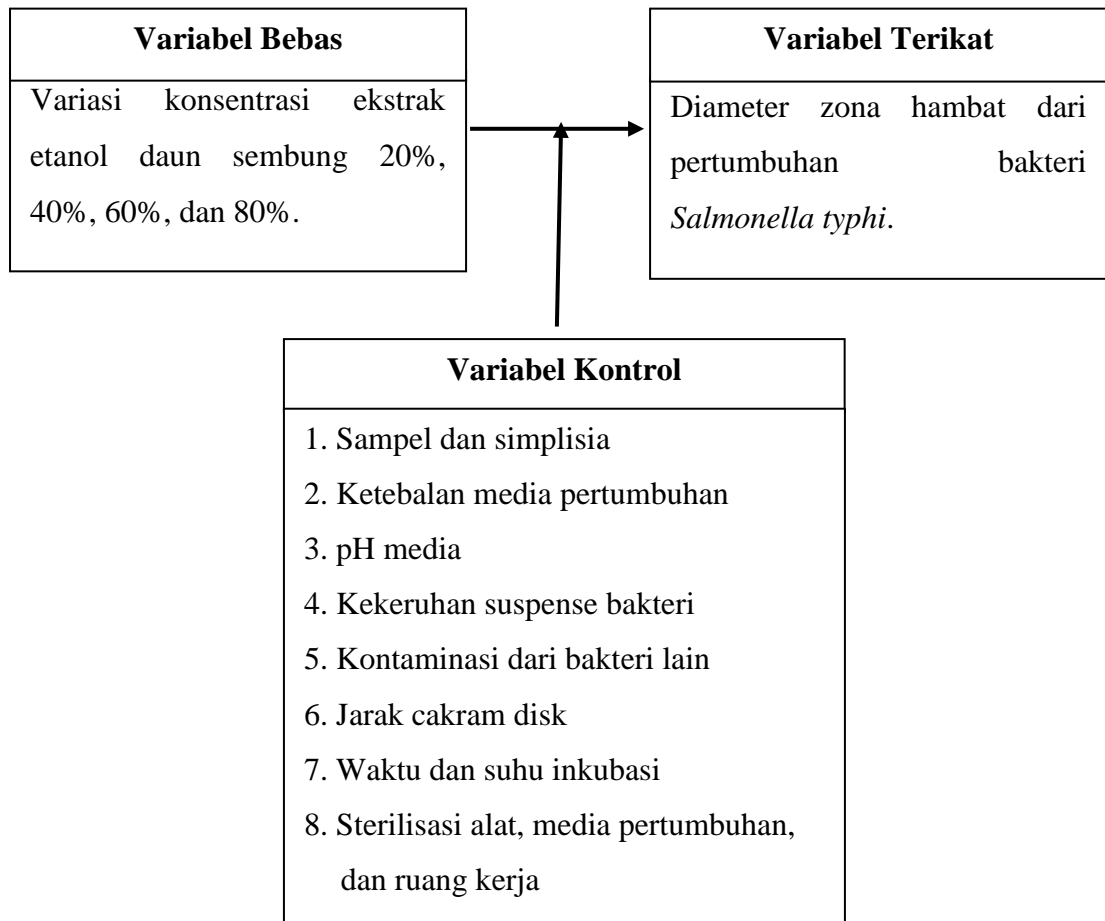 Variabel Bebas
Variasi konsentrasi ekstrak
etanol daun sembung 20%,
40%, 60%, dan 80%.
Variabel Terikat
Diameter zona hambat dari
pertumbuhan bakteri
Salmonella typhi.
Variabel Kontrol
1. Sampel dan simplisia
2. Ketebalan media pertumbuhan
3. pH media
4. Kekeruhan suspense bakteri
5. Kontaminasi dari bakteri lain
6. Jarak cakram disk
7. Waktu dan suhu inkubasi
8. Sterilisasi alat, media pertumbuhan,
dan ruang kerja